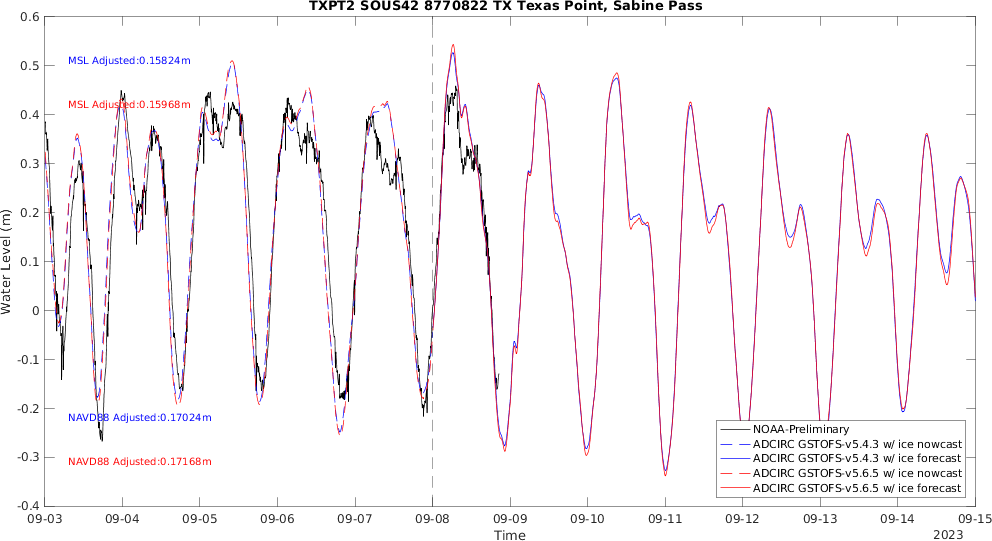 TXPT2 SOUS42 8770822 TX Texas Point, Sabine Pass
0.6
0.5
0.4
0.3
0.2
0.1
0
-0.1
-0.2
-0.3
-0.4
Water Level (m)
MSL Adjusted:0.15824m
MSL Adjusted:0.15968m
NAVD88 Adjusted:0.17024m
NAVD88 Adjusted:0.17168m
NOAA-Preliminary
ADCIRC GSTOFS-v5.4.3 w/ ice nowcast
ADCIRC GSTOFS-v5.4.3 w/ ice forecast
ADCIRC GSTOFS-v5.6.5 w/ ice nowcast
ADCIRC GSTOFS-v5.6.5 w/ ice forecast
09-03 09-04 09-05 09-06 09-07 09-08 09-09 09-10 09-11 09-12 09-13 09-14 09-15
Time
2023